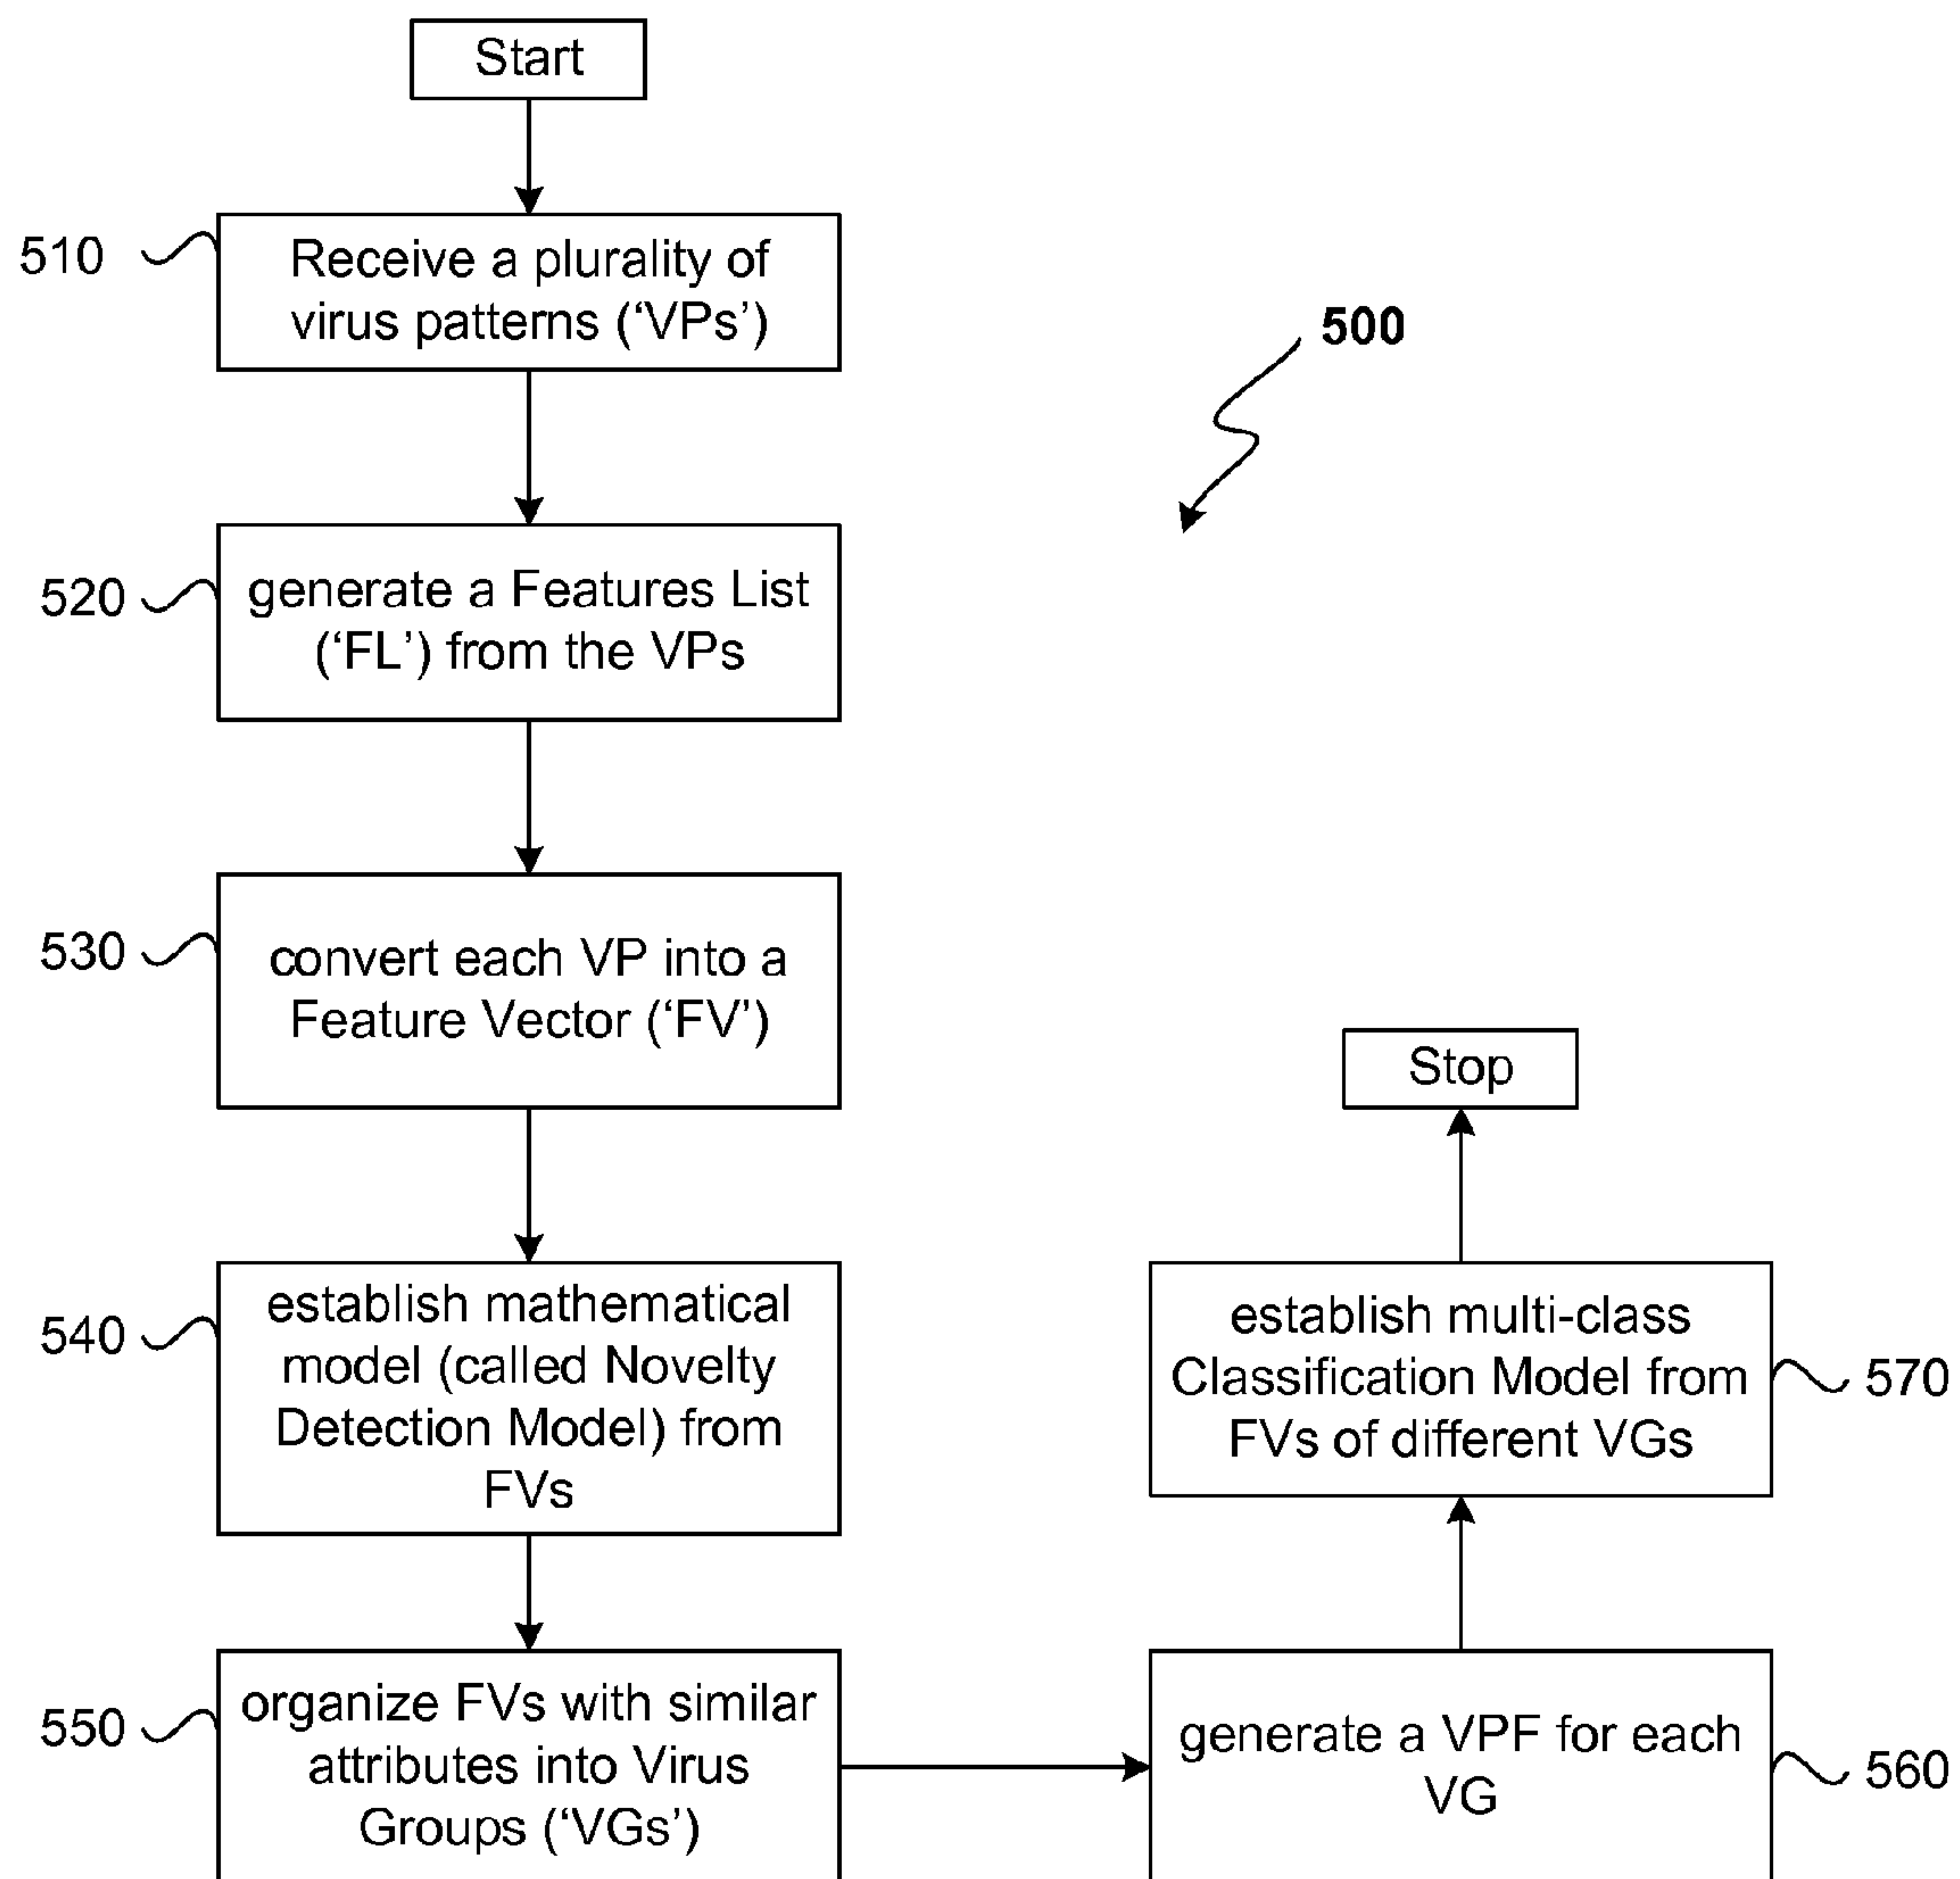 Start
510
Receive a plurality of
virus patterns (‘VPs’)
500
520
generate a Features List
(‘FL’) from the VPs
530
convert each VP into a
Feature Vector (‘FV’)
540
establish mathematical
model (called Novelty
Detection Model) from
FVs
550
organize FVs with similar
attributes into Virus
Groups (‘VGs’)
generate a VPF for each
VG
560
establish multi-class
Classification Model from
FVs of different VGs
570
Stop